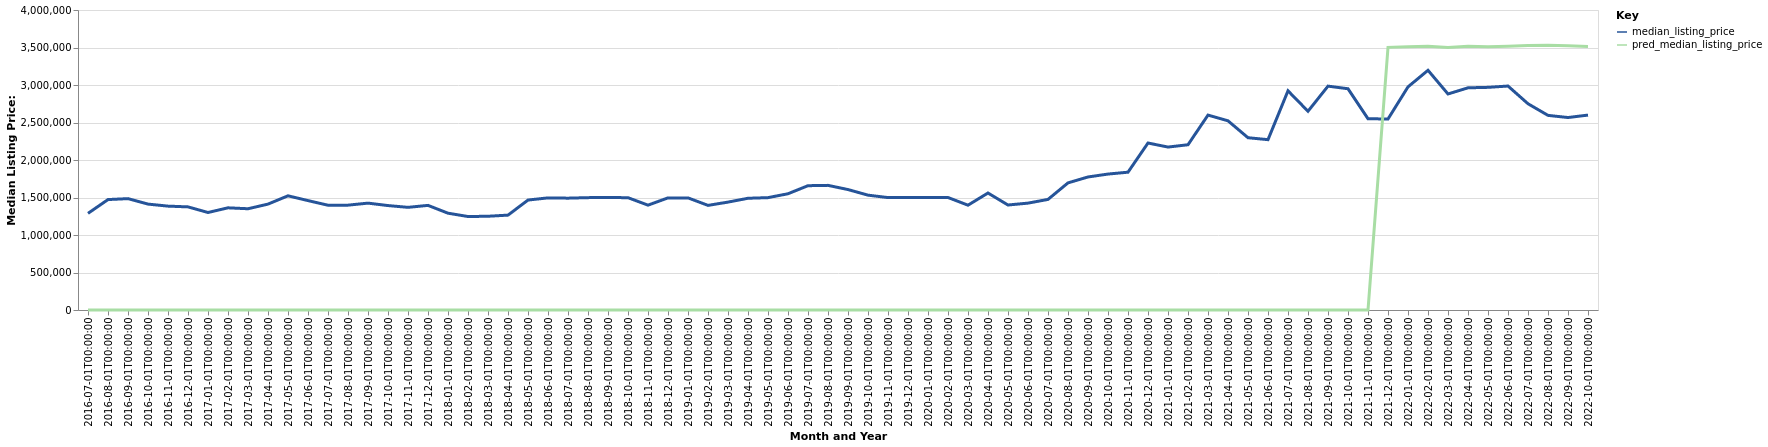 4,000,000
3,500,000
3,000,000
2,500,000
2,000,000
1,500,000
1,000,000
500,000
0
Median Listing Price:
2016-07-01T00:00:00
2016-08-01T00:00:00
2016-09-01T00:00:00
2016-10-01T00:00:00
2016-11-01T00:00:00
2016-12-01T00:00:00
2017-01-01T00:00:00
2017-02-01T00:00:00
2017-03-01T00:00:00
2017-04-01T00:00:00
2017-05-01T00:00:00
2017-06-01T00:00:00
2017-07-01T00:00:00
2017-08-01T00:00:00
2017-09-01T00:00:00
2017-10-01T00:00:00
2017-11-01T00:00:00
2017-12-01T00:00:00
2018-01-01T00:00:00
2018-02-01T00:00:00
2018-03-01T00:00:00
2018-04-01T00:00:00
2018-05-01T00:00:00
2018-06-01T00:00:00
2018-07-01T00:00:00
2018-08-01T00:00:00
2018-09-01T00:00:00
2018-10-01T00:00:00
2018-11-01T00:00:00
2018-12-01T00:00:00
2019-01-01T00:00:00
2019-02-01T00:00:00
2019-03-01T00:00:00
2019-04-01T00:00:00
2019-05-01T00:00:00
2019-06-01T00:00:00
2019-07-01T00:00:00
2019-08-01T00:00:00
2019-09-01T00:00:00
2019-10-01T00:00:00
2019-11-01T00:00:00
2019-12-01T00:00:00
2020-01-01T00:00:00
2020-02-01T00:00:00
2020-03-01T00:00:00
2020-04-01T00:00:00
2020-05-01T00:00:00
2020-06-01T00:00:00
2020-07-01T00:00:00
2020-08-01T00:00:00
2020-09-01T00:00:00
2020-10-01T00:00:00
2020-11-01T00:00:00
2020-12-01T00:00:00
2021-01-01T00:00:00
2021-02-01T00:00:00
2021-03-01T00:00:00
2021-04-01T00:00:00
2021-05-01T00:00:00
2021-06-01T00:00:00
2021-07-01T00:00:00
2021-08-01T00:00:00
2021-09-01T00:00:00
2021-10-01T00:00:00
2021-11-01T00:00:00
2021-12-01T00:00:00
2022-01-01T00:00:00
2022-02-01T00:00:00
2022-03-01T00:00:00
2022-04-01T00:00:00
2022-05-01T00:00:00
2022-06-01T00:00:00
2022-07-01T00:00:00
2022-08-01T00:00:00
2022-09-01T00:00:00
2022-10-01T00:00:00
Month and Year
Key
median_listing_price
pred_median_listing_price